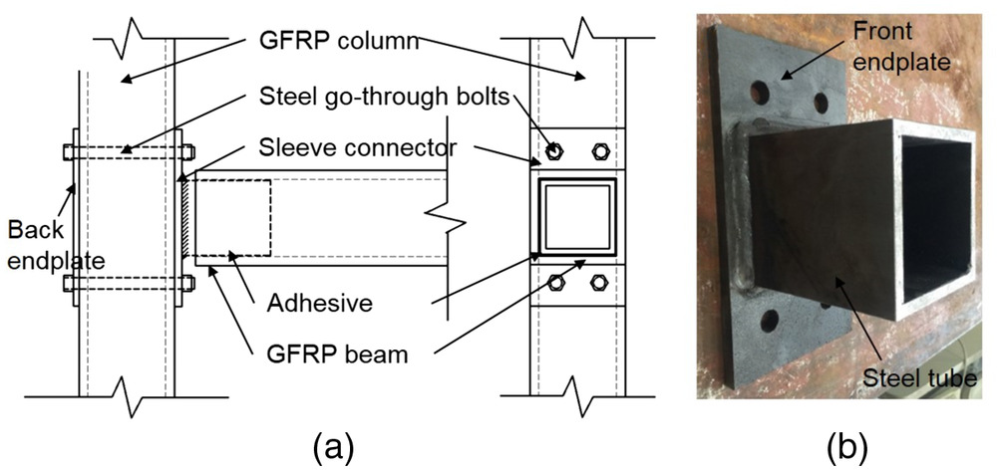 GFRP column
Steel go-through bolts
Sleeve connector
Back
endplate
Adhesive
GFRP beam
(a)
Front
endplate
Steel tube
(b)